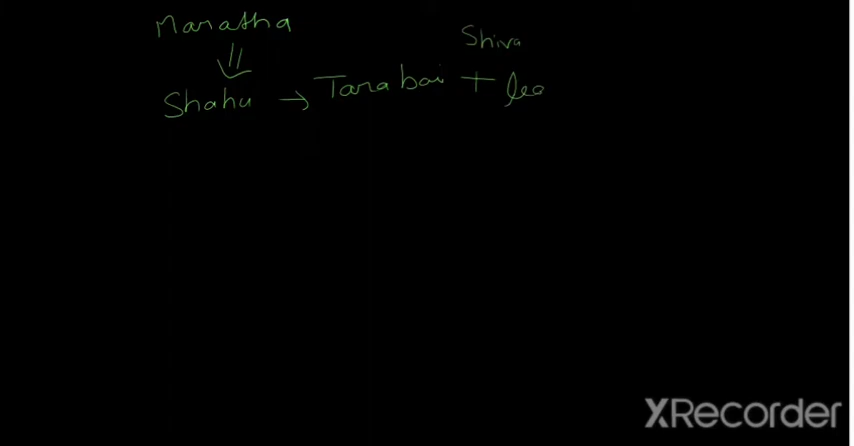 Maratha
⇓
Shiva
Shahu → Tarabai +
XRecorder